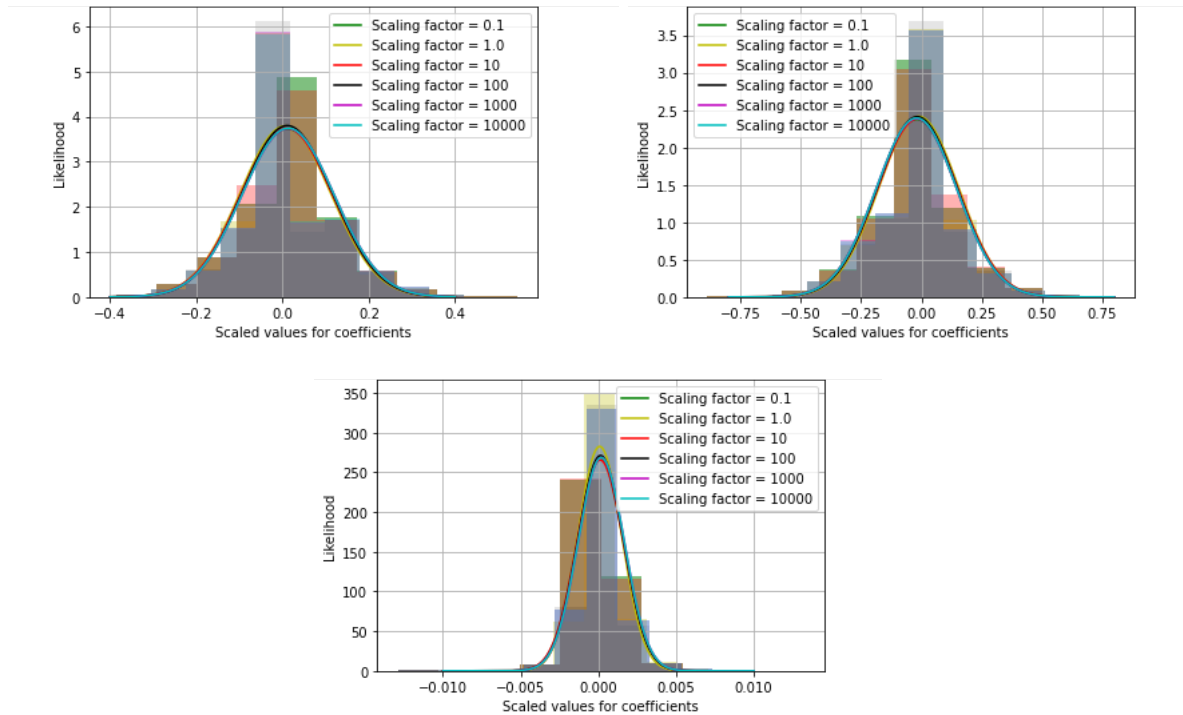 6
5
4
3
2
1
0
Likelihood
−0.4 −0.2 0.0 0.2 0.4
Scaled values for coefficients
Scaling factor = 0.1
Scaling factor = 1.0
Scaling factor = 10
Scaling factor = 100
Scaling factor = 1000
Scaling factor = 10000
3.5
3.0
2.5
2.0
1.5
1.0
0.5
0.0
Likelihood
−0.75 −0.50 −0.25 0.00 0.25 0.50 0.75
Scaled values for coefficients
Scaling factor = 0.1
Scaling factor = 1.0
Scaling factor = 10
Scaling factor = 100
Scaling factor = 1000
Scaling factor = 10000
350
300
250
200
150
100
50
0
Likelihood
−0.010 −0.005 0.000 0.005 0.010
Scaled values for coefficients
Scaling factor = 0.1
Scaling factor = 1.0
Scaling factor = 10
Scaling factor = 100
Scaling factor = 1000
Scaling factor = 10000